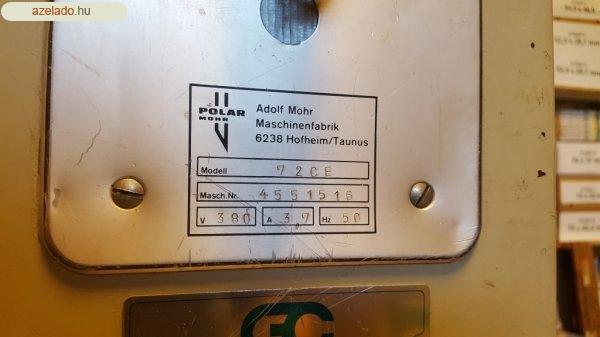 azelado.hu
POLAR
MOHR
Adolf Mohr
Maschinenfabrik
6238 Hofheim/Taunus
Modell 72CE
Masch.Nr. 4551516
V 380 A 3,7 Hz 50